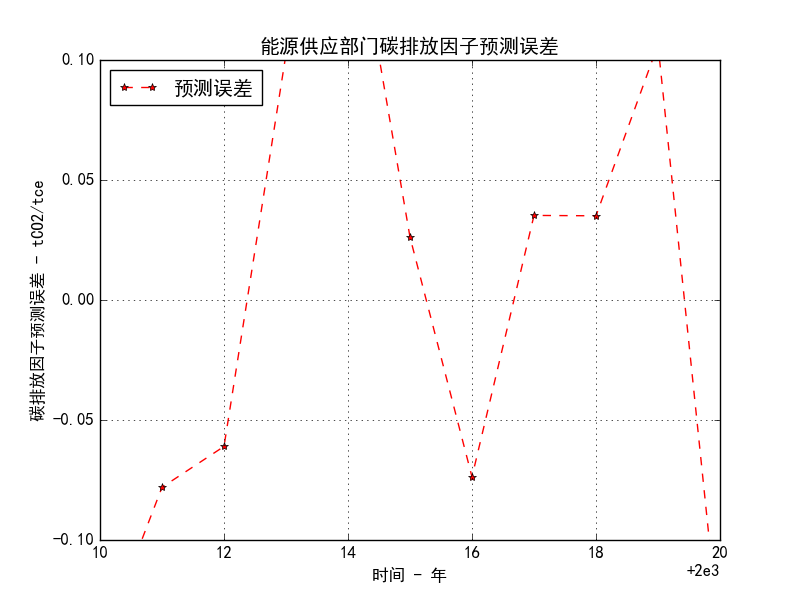 能源供应部门碳排放因子预测误差
预测误差
0.10
0.05
0.00
−0.05
−0.10
碳排放因子预测误差 - tCO2/tce
10 12 14 16 18 20
+2e3
时间 - 年